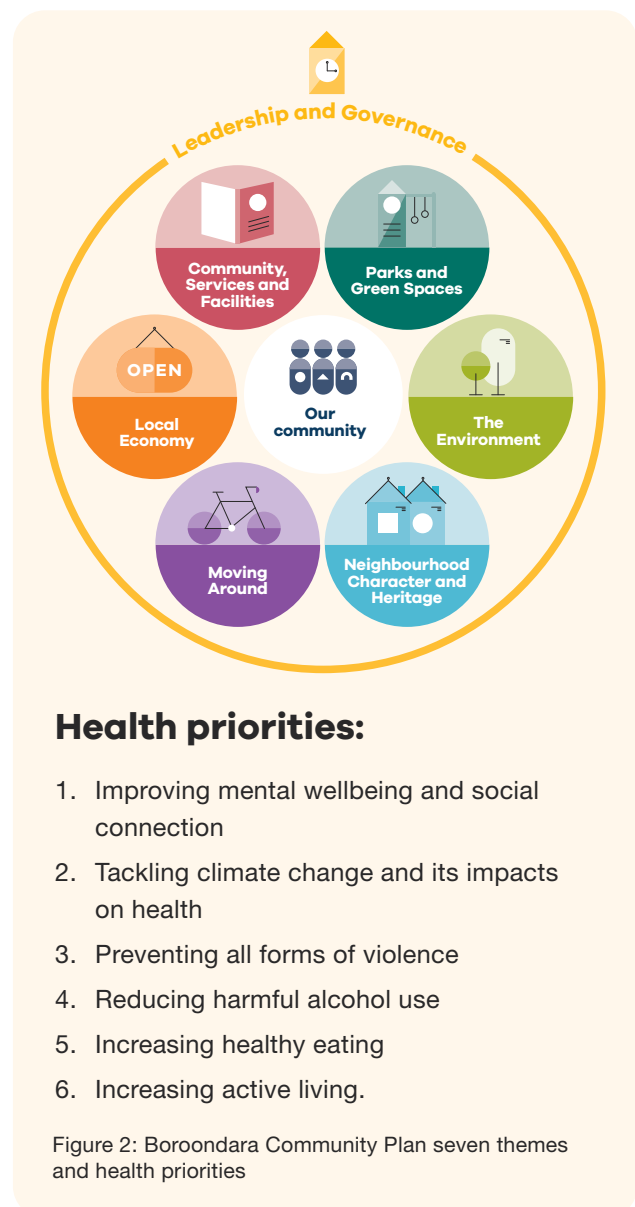 Leadership and Governance
Community,
Services and
Facilities
Parks and
Green Spaces
OPEN
Local
Economy
Our
community
The
Environment
Moving
Around
Neighbourhood
Character and
Heritage
Health priorities:
1. Improving mental wellbeing and social
connection
2. Tackling climate change and its impacts
on health
3. Preventing all forms of violence
4. Reducing harmful alcohol use
5. Increasing healthy eating
6. Increasing active living.
Figure 2: Boroondara Community Plan seven themes
and health priorities